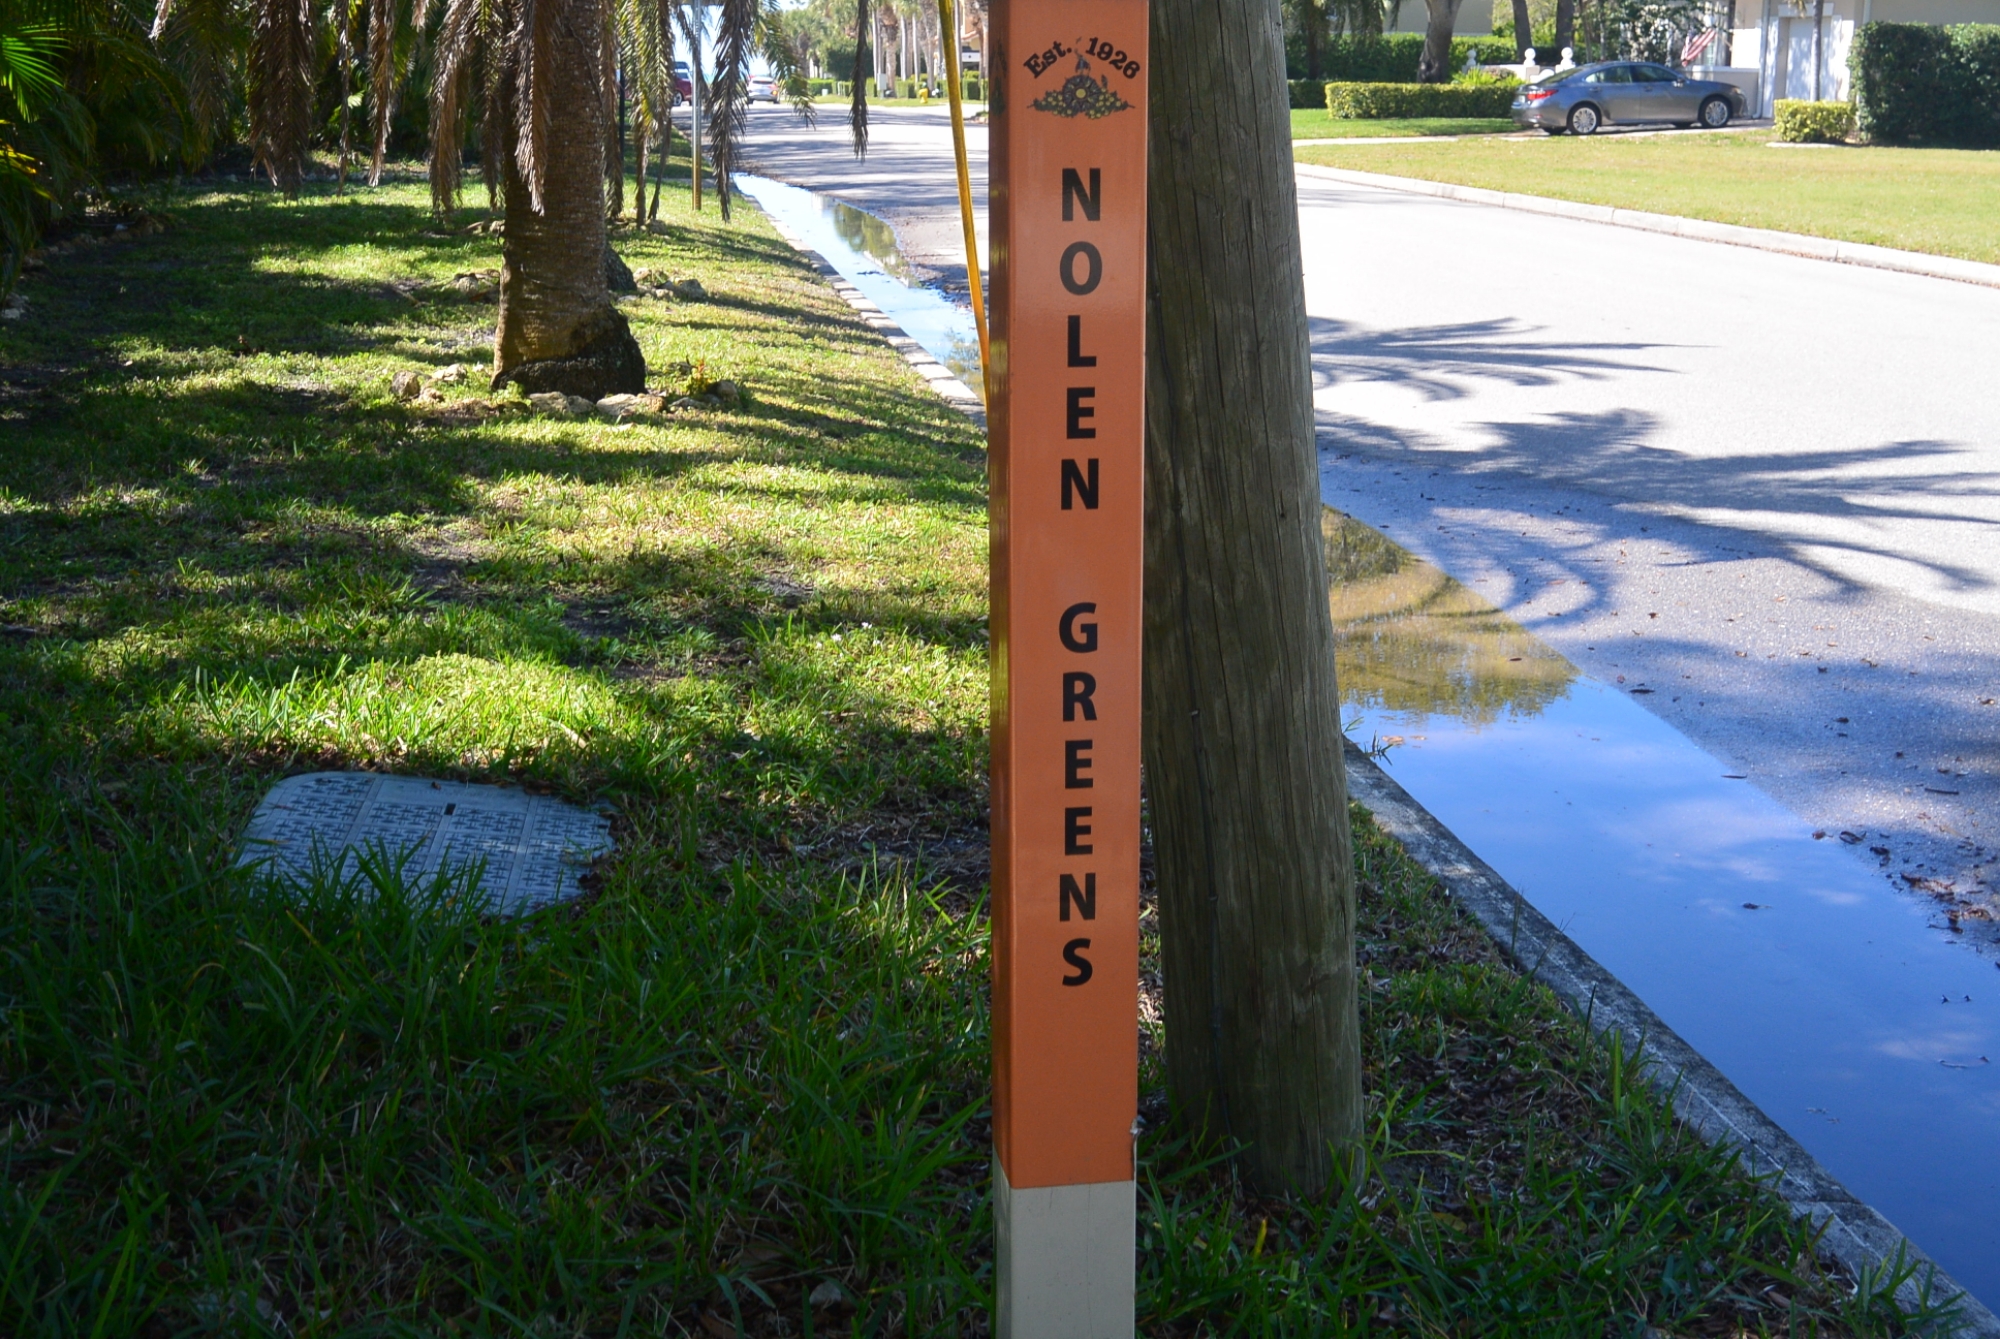 Est. 1926
NOLEN GREENS